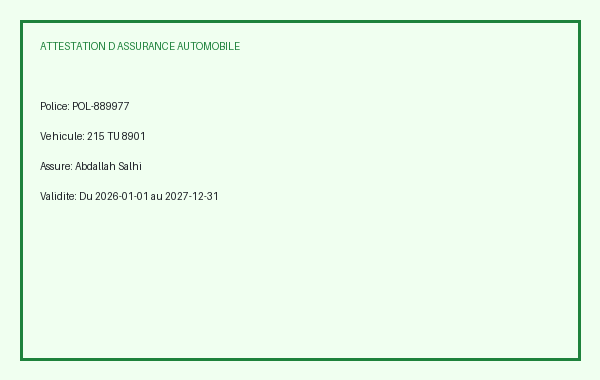 ATTESTATION D ASSURANCE AUTOMOBILE
Police: POL-889977
Vehicule: 215 TU 8901
Assure: Abdallah Salhi
Validite: Du 2026-01-01 au 2027-12-31